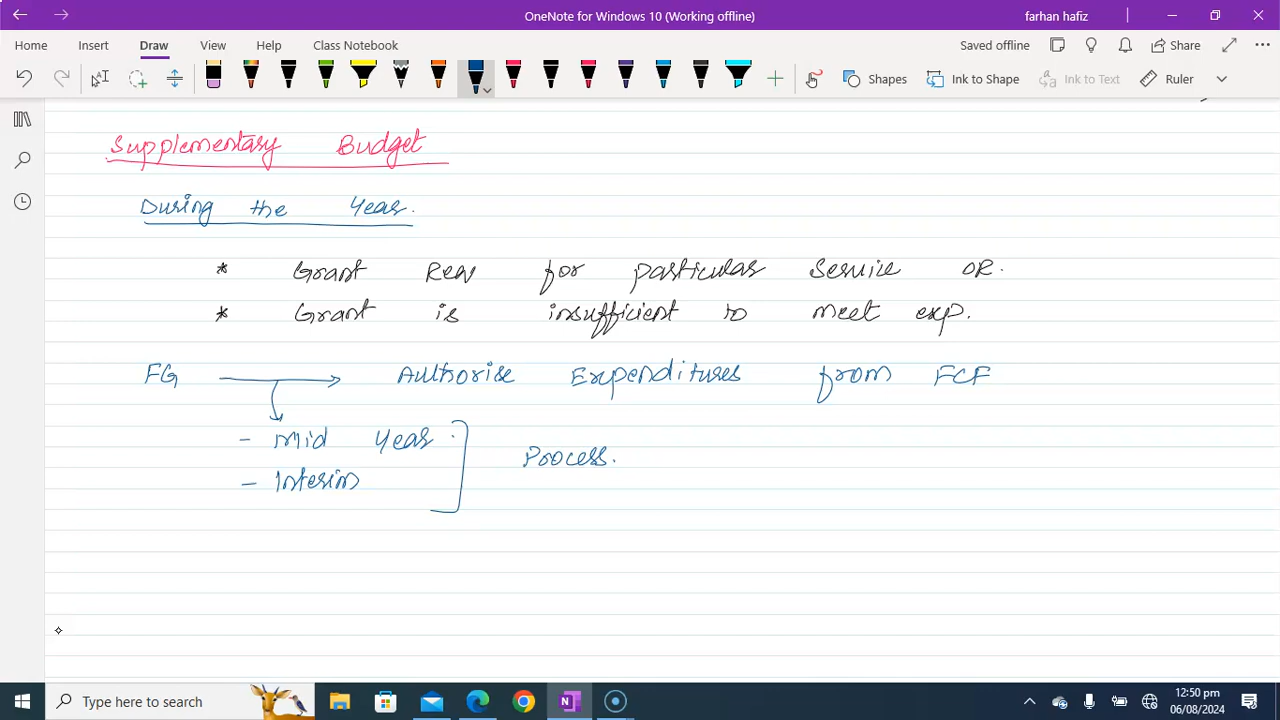 OneNote for Windows 10 (Working offline)
farhan hafiz
Home Insert Draw View Help Class Notebook
Saved offline Share
Shapes Ink to Shape Ink to Text Ruler
Supplementary Budget
During the Year.
* Grant Req for particular Service OR.
* Grant is insufficient to meet exp.
FG → Authorise Expenditures from FCF
- Mid Year
- Interim
Process.
Type here to search
12:50 pm
06/08/2024